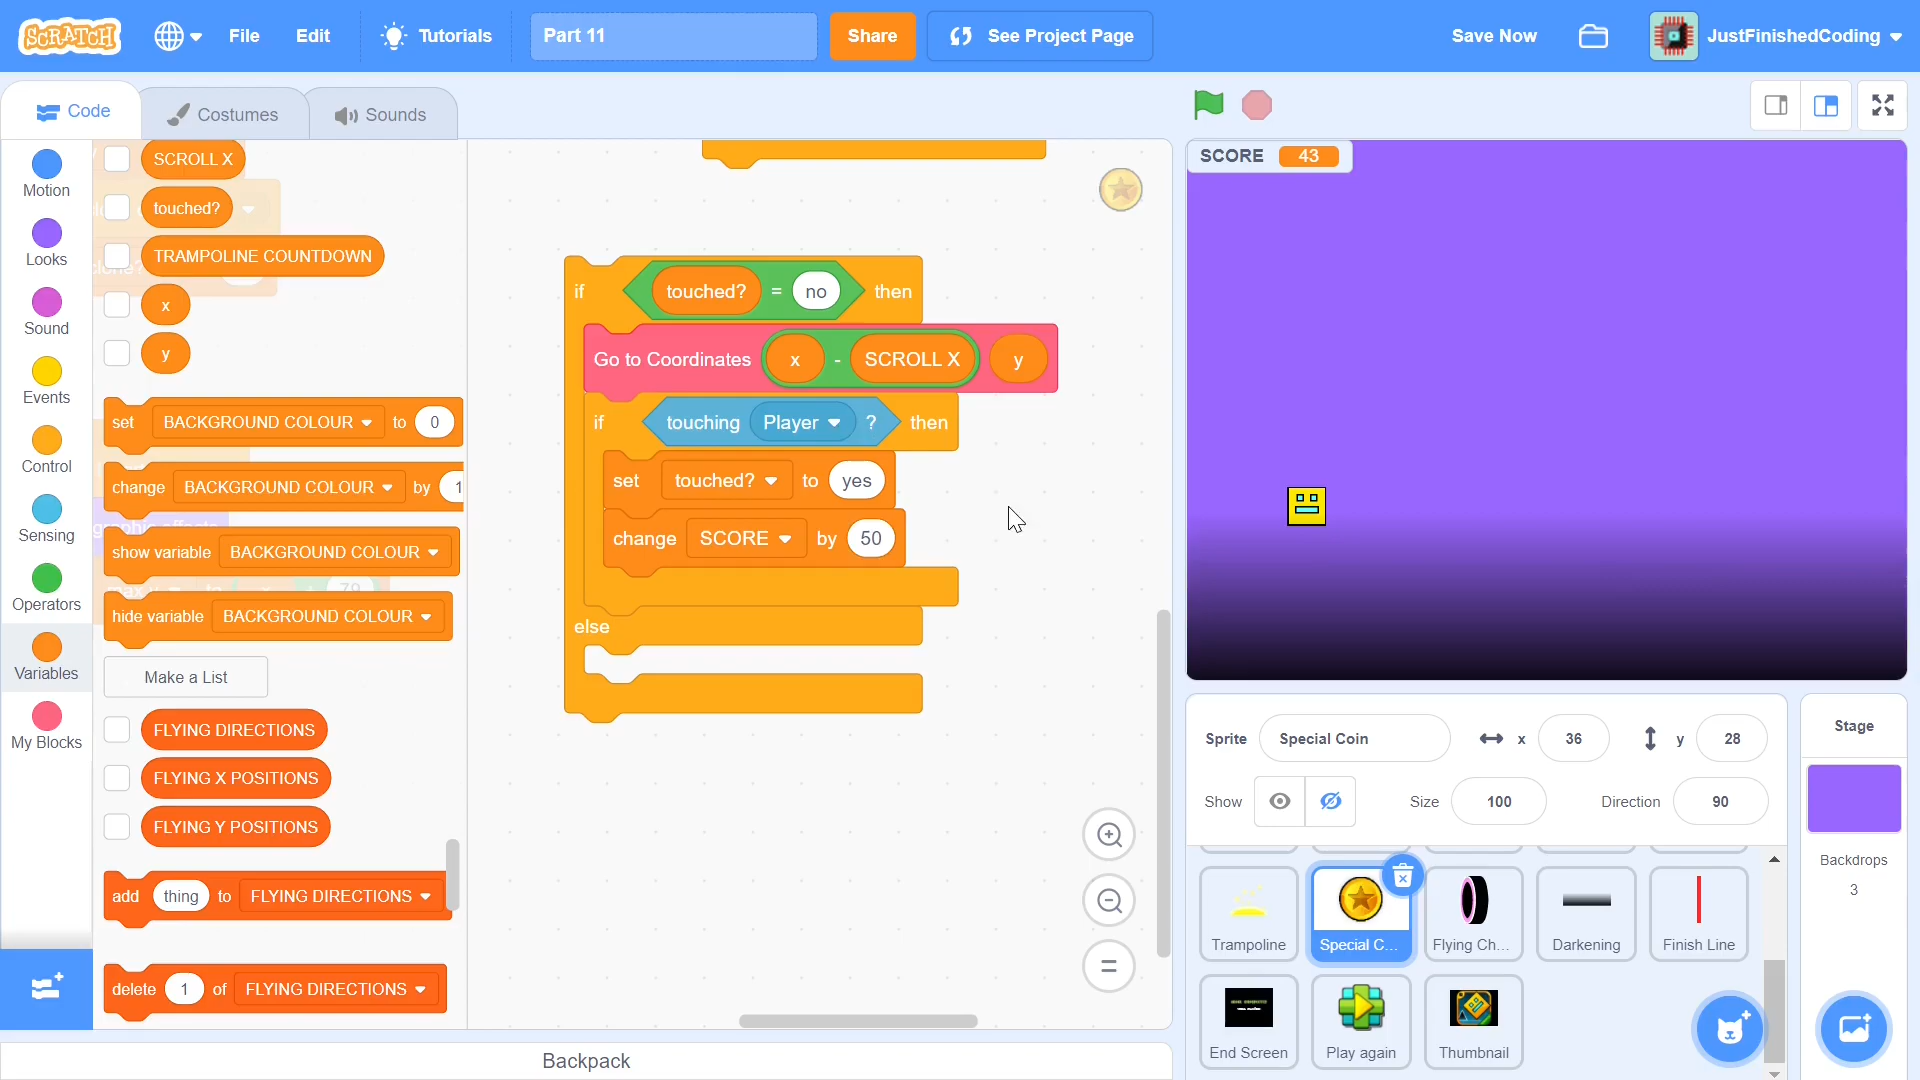 SCRATCH
File
Edit
Tutorials
Part 11
Share
See Project Page
Save Now
JustFinishedCoding
Code
Costumes
Sounds
Motion
Looks
Sound
Events
Control
Sensing
Operators
Variables
My Blocks
SCROLL X
touched?
TRAMPOLINE COUNTDOWN
x
y
set BACKGROUND COLOUR to 0
change BACKGROUND COLOUR by 1
show variable BACKGROUND COLOUR
hide variable BACKGROUND COLOUR
Make a List
FLYING DIRECTIONS
FLYING X POSITIONS
FLYING Y POSITIONS
add thing to FLYING DIRECTIONS
delete 1 of FLYING DIRECTIONS
if touched? = no then
Go to Coordinates x - SCROLL X y
if touching Player ? then
set touched? to yes
change SCORE by 50
else
Backpack
SCORE 43
Sprite Special Coin x 36 y 28
Show Size 100 Direction 90
Trampoline
Special C...
Flying Ch...
Darkening
Finish Line
End Screen
Play again
Thumbnail
Stage
Backdrops
3